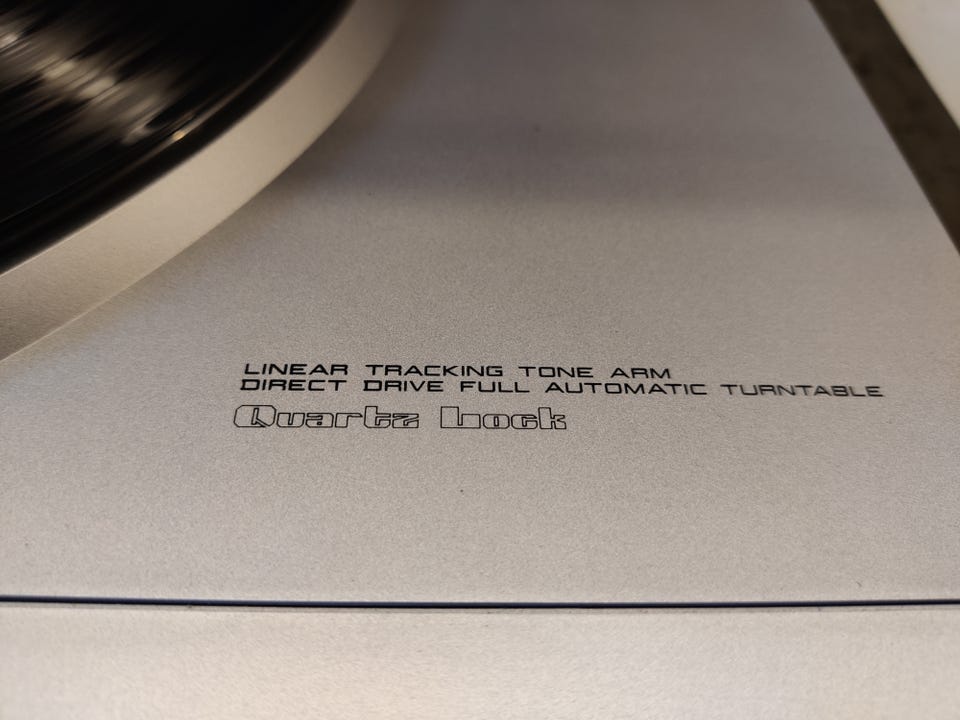 LINEAR TRACKING TONE ARM
DIRECT DRIVE FULL AUTOMATIC TURNTABLE
Quartz Lock